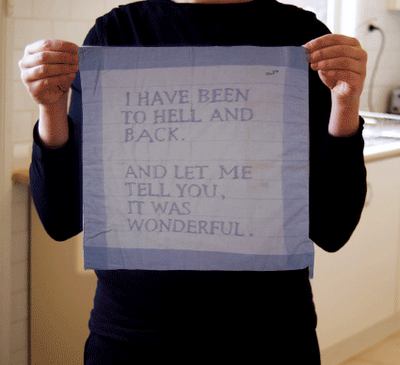 I HAVE BEEN
TO HELL AND
BACK.
AND LET ME
TELL YOU,
IT WAS
WONDERFUL.